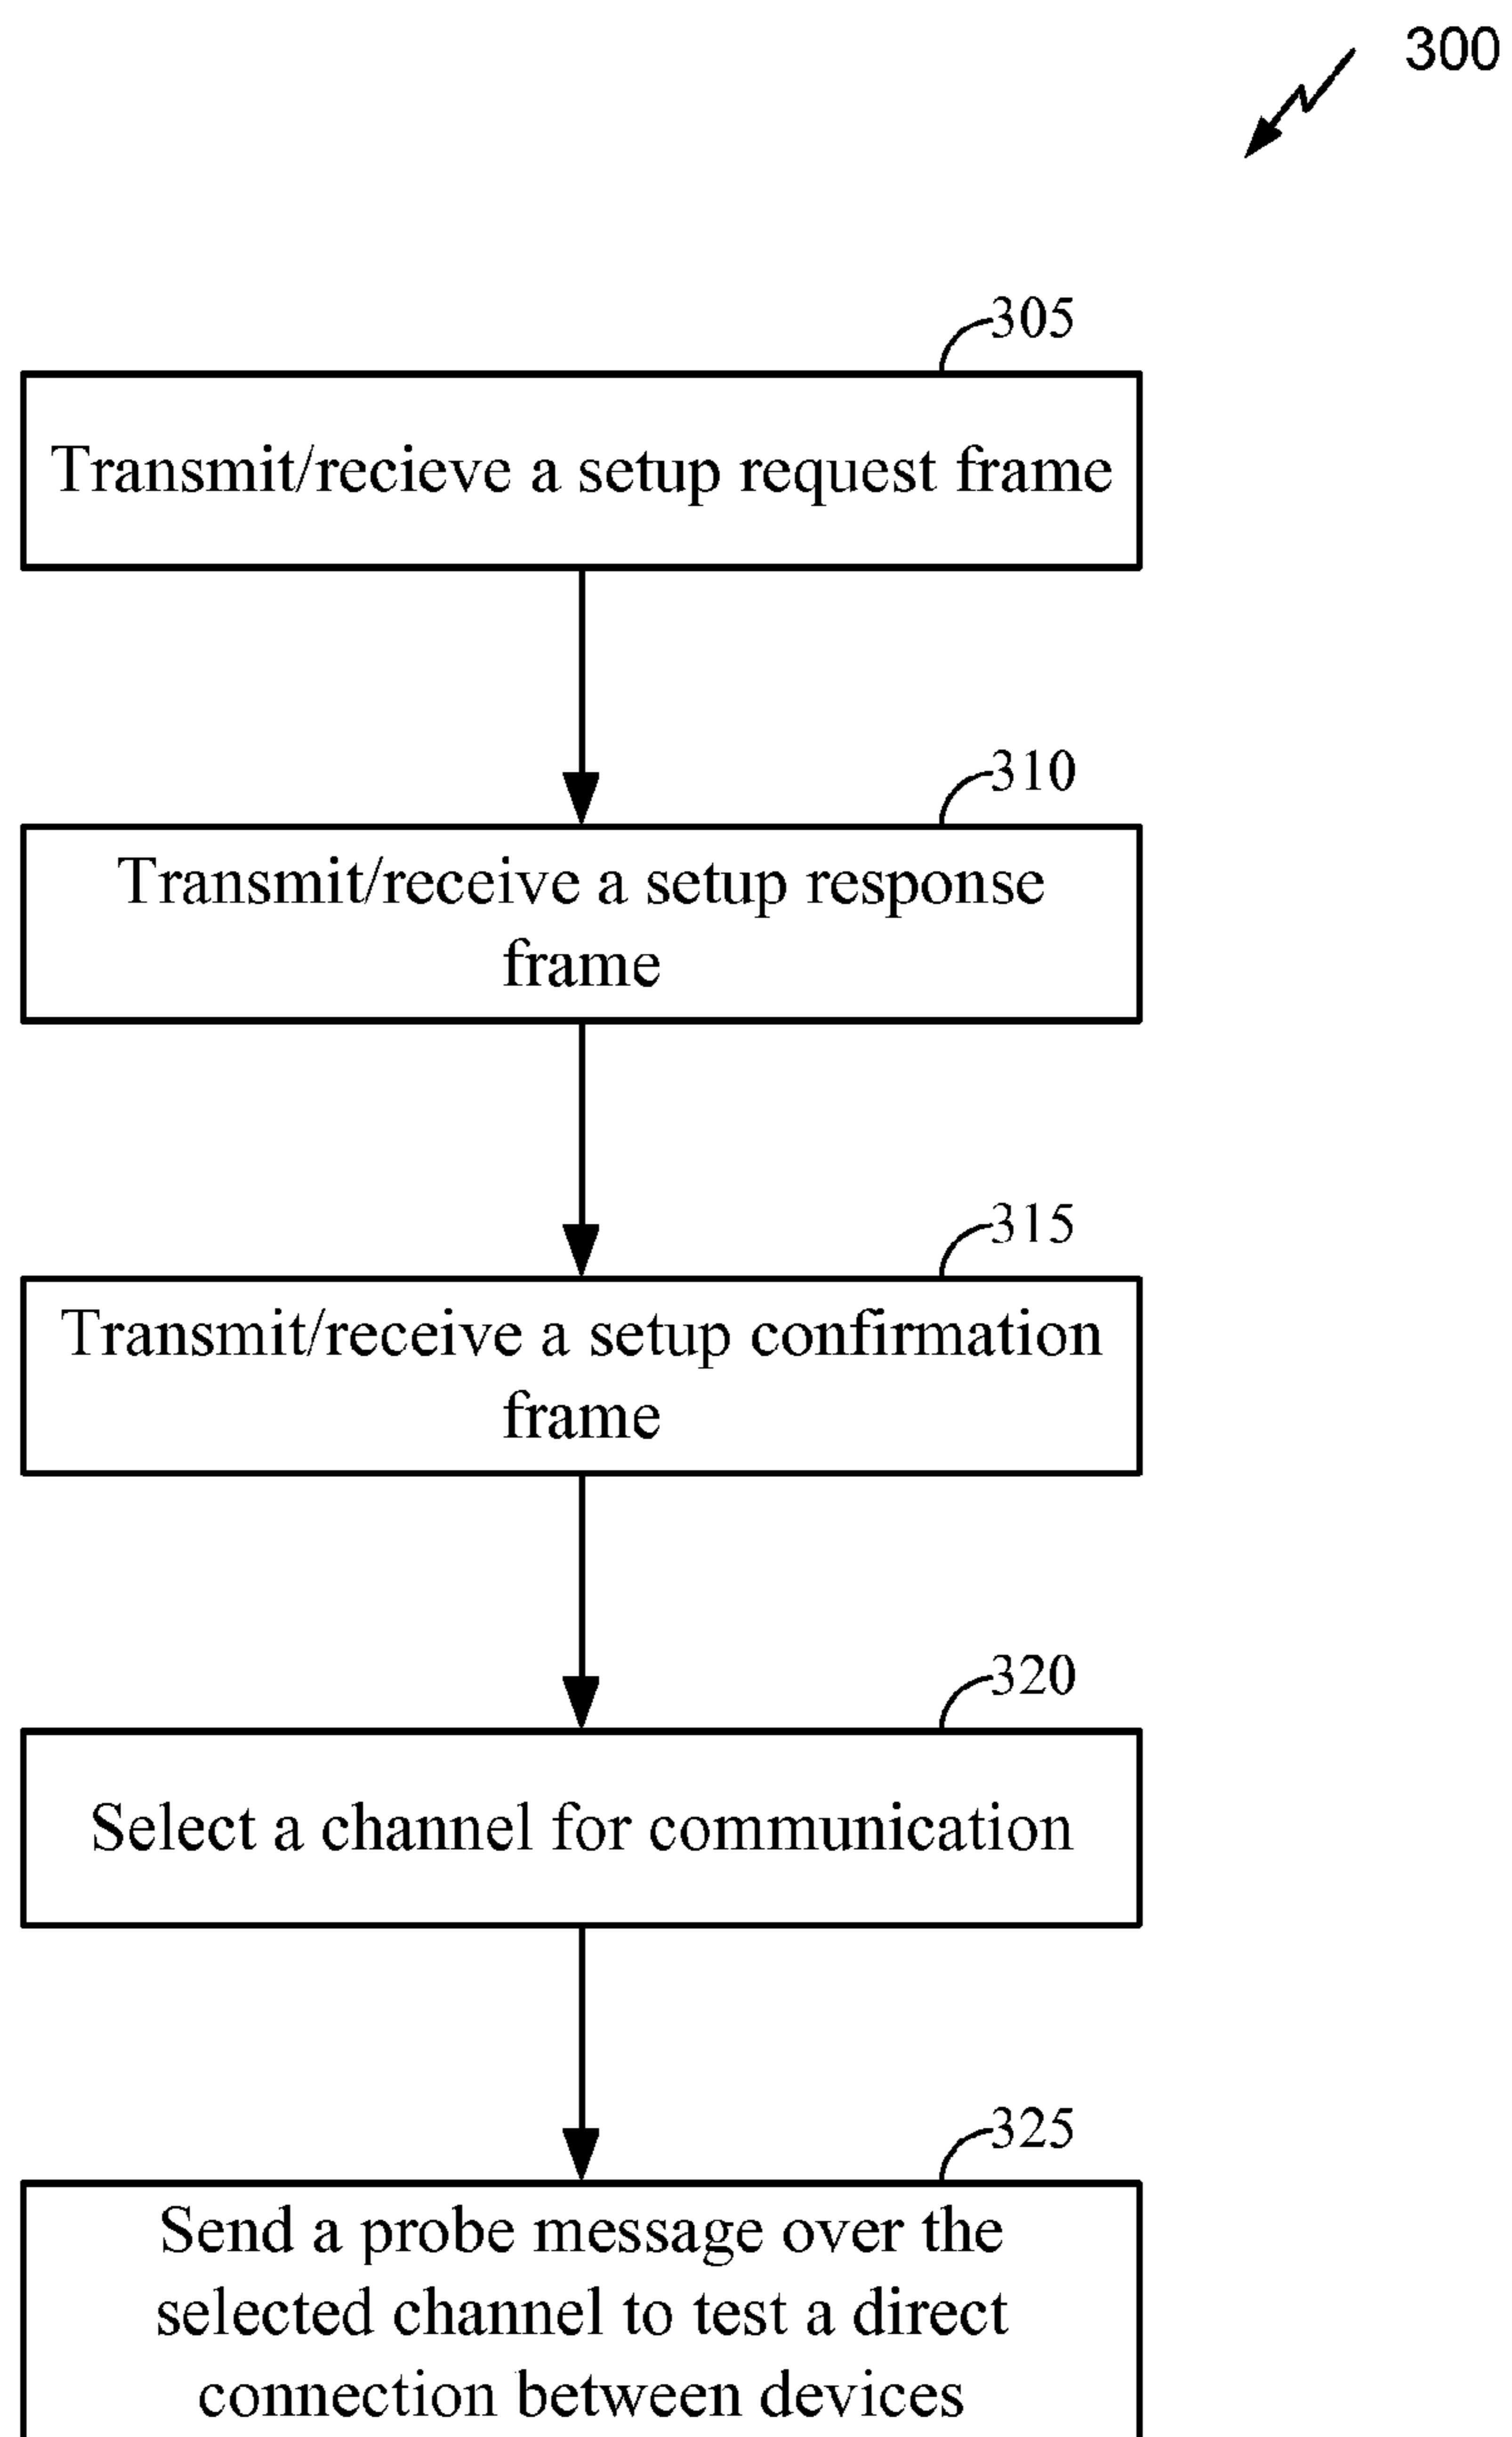 300
305
Transmit/recieve a setup request frame
310
Transmit/receive a setup response
frame
315
Transmit/receive a setup confirmation
frame
320
Select a channel for communication
325
Send a probe message over the
selected channel to test a direct
connection between devices